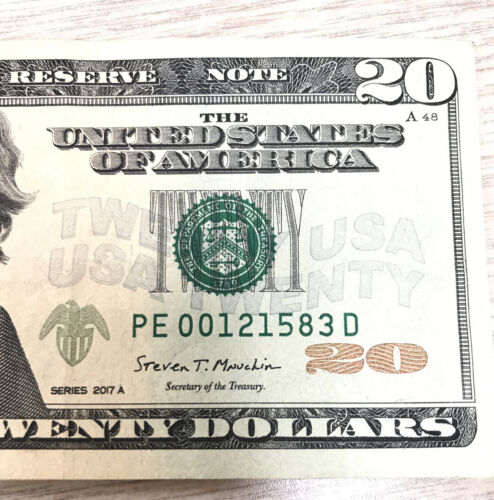 RESERVE NOTE
20
A 48
THE
UNITED STATES
OF AMERICA
TWENTY USA
USA TWENTY
THE DEPARTMENT OF THE TREASURY
1789
PE 00121583 D
Steven T. Mnuchin
20
Secretary of the Treasury.
SERIES 2017 A
TWENTY DOLLARS